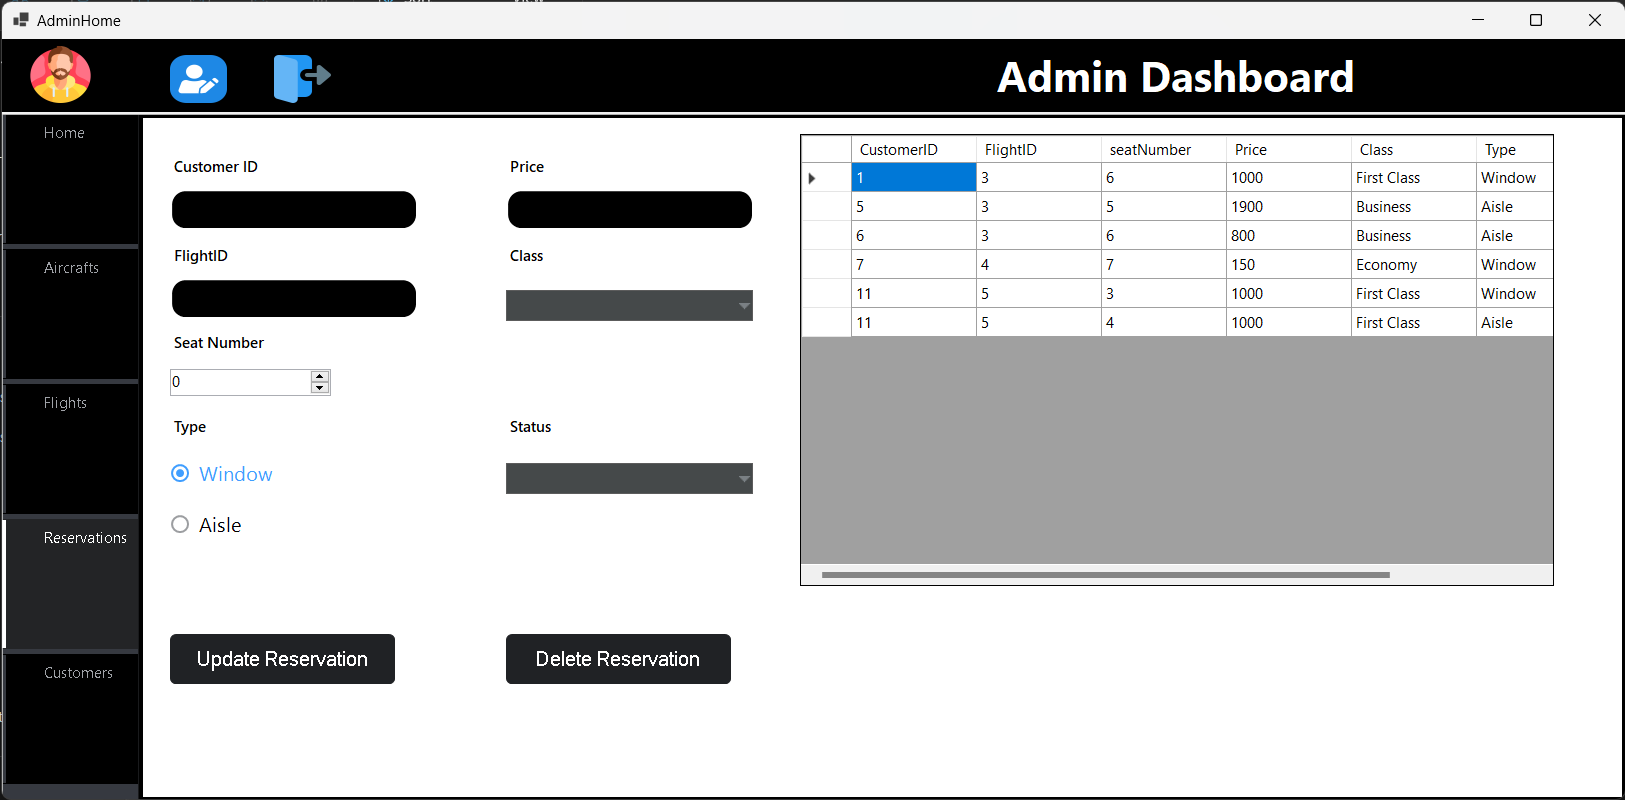 AdminHome
Admin Dashboard
Home
Aircrafts
Flights
Reservations
Customers
Customer ID
Price
FlightID
Class
Seat Number
0
Type
Status
Window
Aisle
Update Reservation
Delete Reservation
CustomerID FlightID seatNumber Price Class Type
1 3 6 1000 First Class Window
5 3 5 1900 Business Aisle
6 3 6 800 Business Aisle
7 4 7 150 Economy Window
11 5 3 1000 First Class Window
11 5 4 1000 First Class Aisle